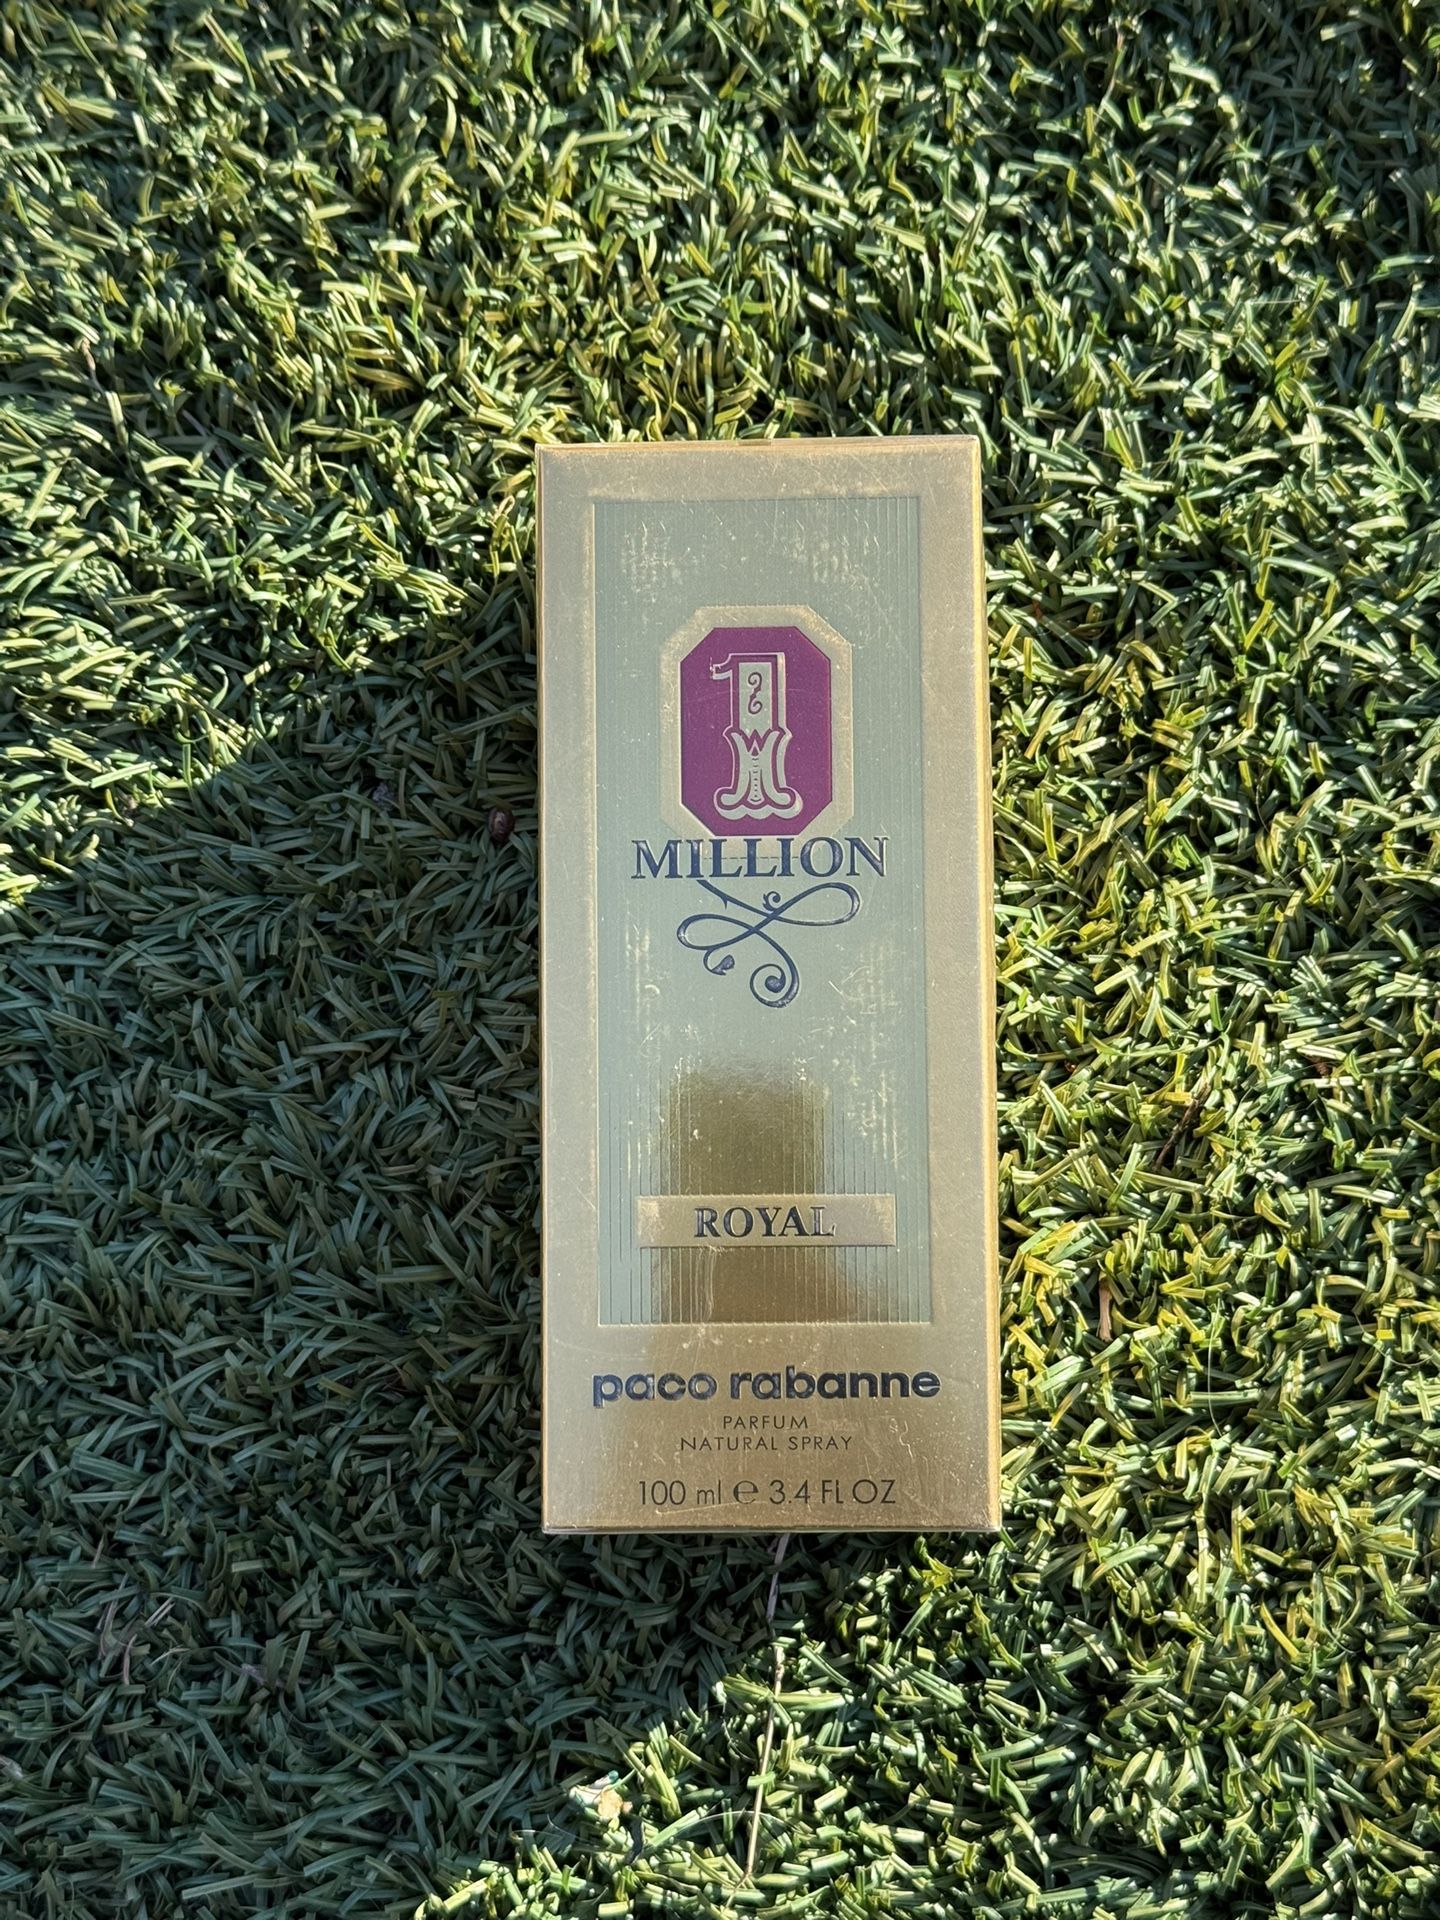 1
MILLION
ROYAL
paco rabanne
PARFUM
NATURAL SPRAY
100 ml ℮ 3.4 FL OZ